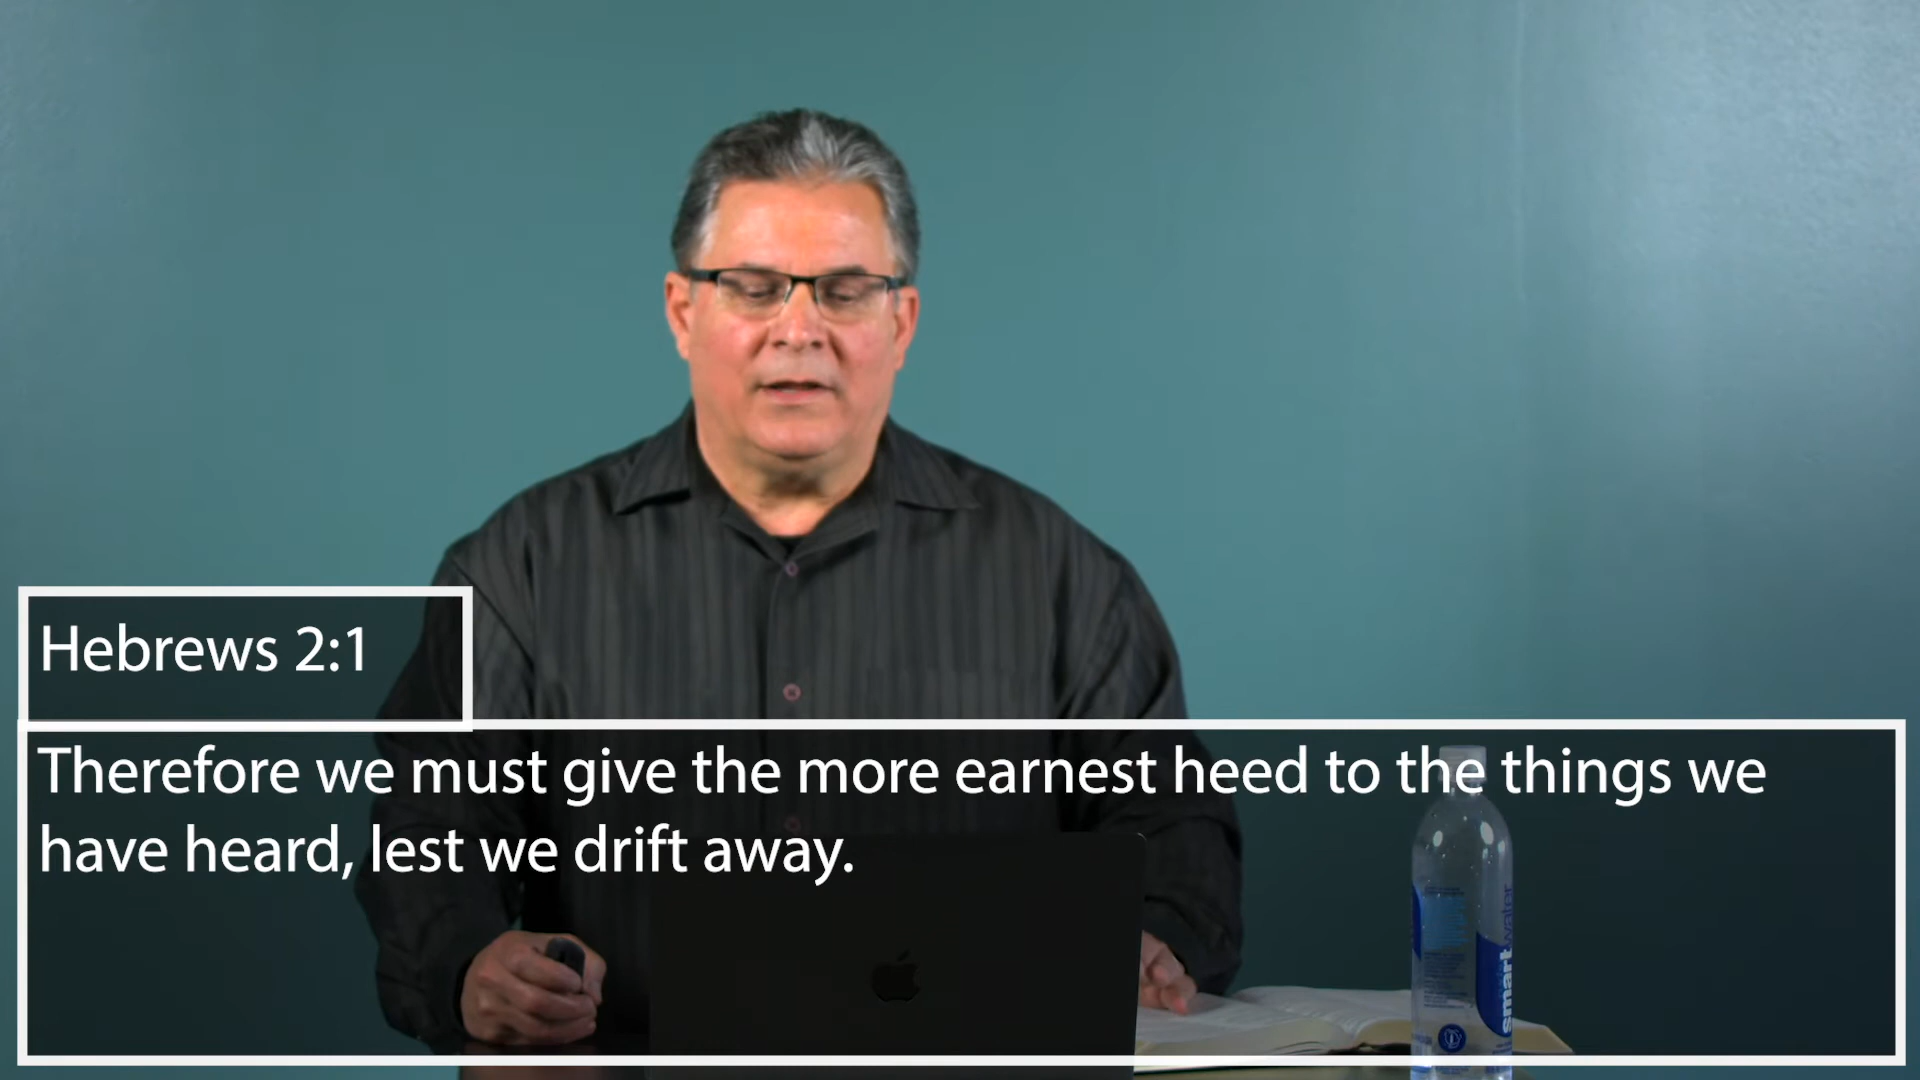 Hebrews 2:1
Therefore we must give the more earnest heed to the things we
have heard, lest we drift away.
smartwater